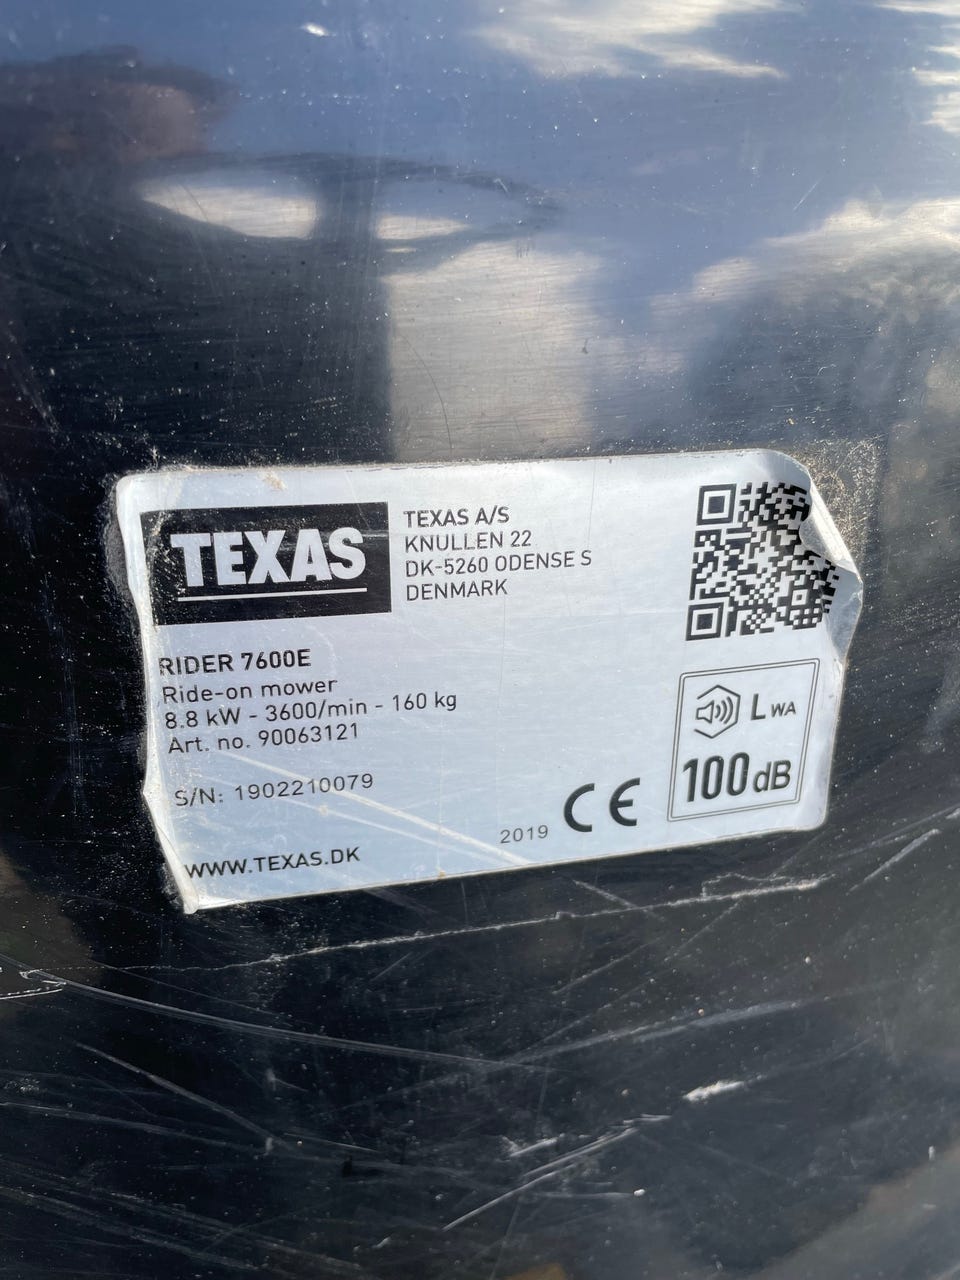 TEXAS
TEXAS A/S
KNULLEN 22
DK-5260 ODENSE S
DENMARK
RIDER 7600E
Ride-on mower
8.8 kW - 3600/min - 160 kg
Art. no. 90063121
S/N: 1902210079
WWW.TEXAS.DK
2019
CE
LWA
100dB